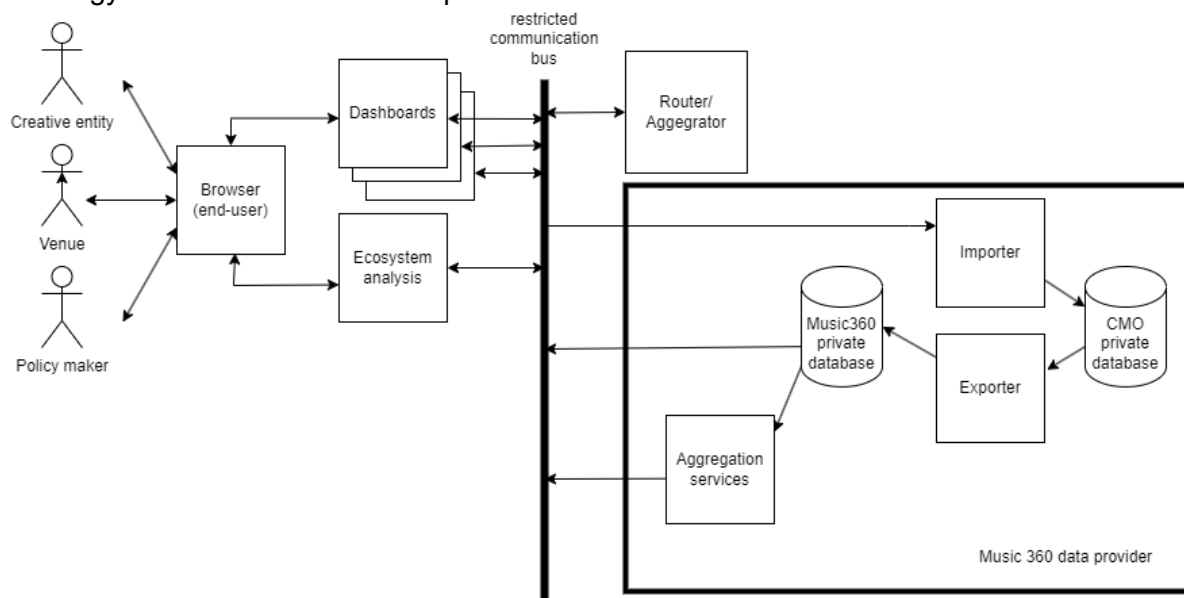 restricted
communication
bus
Creative entity
Venue
Policy maker
Browser
(end-user)
Dashboards
Ecosystem
analysis
Router/
Aggegrator
Importer
Music360
private
database
CMO
private
database
Exporter
Aggregation
services
Music 360 data provider